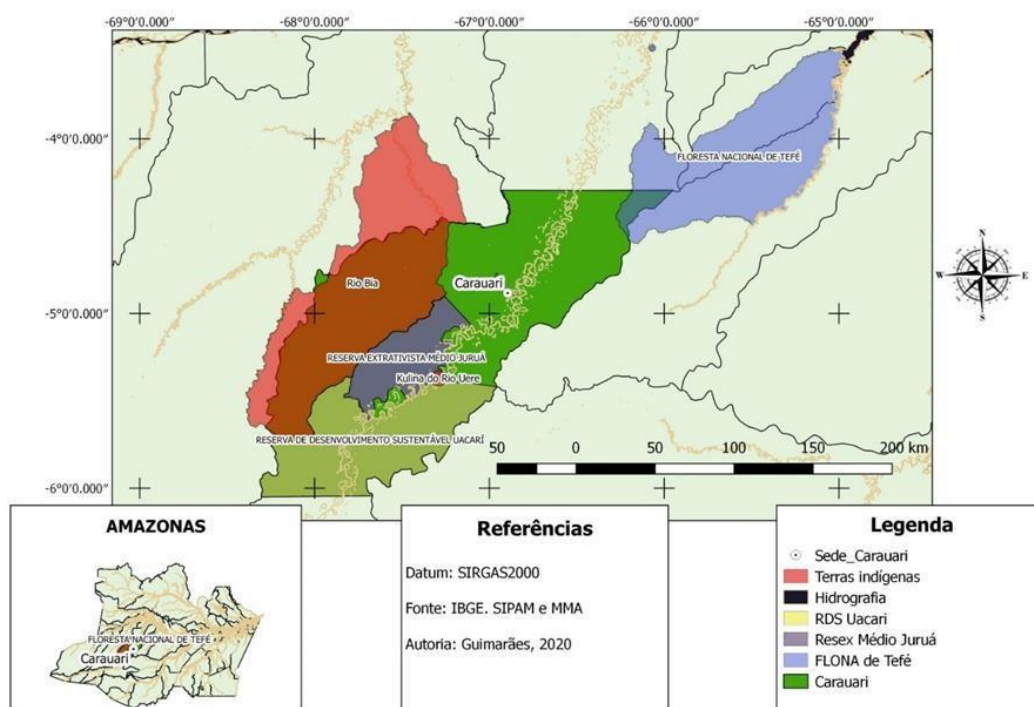 -69°0'0.000" -68°0'0.000" -67°0'0.000" -66°0'0.000" -65°0'0.000"
-4°0'0.000"
-5°0'0.000"
-6°0'0.000"
FLORESTA NACIONAL DE TEFÉ
Rio Bia
Carauari
RESERVA EXTRATIVISTA MÉDIO JURUÁ
Kulina do Rio Uere
RESERVA DE DESENVOLVIMENTO SUSTENTÁVEL UACARÍ
N
W E
S
50 0 50 100 150 200 km
AMAZONAS
FLORESTA NACIONAL DE TEFÉ
Carauari
Referências
Datum: SIRGAS2000
Fonte: IBGE. SIPAM e MMA
Autoria: Guimarães, 2020
Legenda
Sede_Carauari
Terras indígenas
Hidrografia
RDS Uacari
Resex Médio Juruá
FLONA de Tefé
Carauari